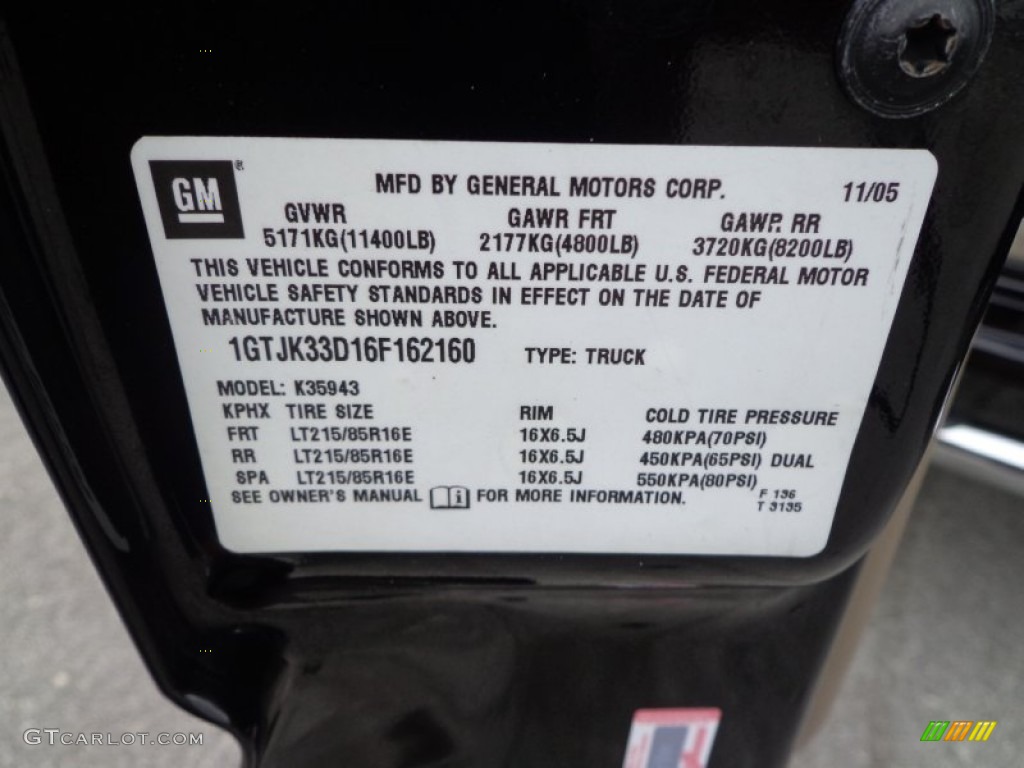 GM®
MFD BY GENERAL MOTORS CORP. 11/05
GVWR GAWR FRT GAWR RR
5171KG(11400LB) 2177KG(4800LB) 3720KG(8200LB)
THIS VEHICLE CONFORMS TO ALL APPLICABLE U.S. FEDERAL MOTOR
VEHICLE SAFETY STANDARDS IN EFFECT ON THE DATE OF
MANUFACTURE SHOWN ABOVE.
1GTJK33D16F162160 TYPE: TRUCK
MODEL: K35943
KPHX TIRE SIZE RIM COLD TIRE PRESSURE
FRT LT215/85R16E 16X6.5J 480KPA(70PSI)
RR LT215/85R16E 16X6.5J 450KPA(65PSI) DUAL
SPA LT215/85R16E 16X6.5J 550KPA(80PSI)
SEE OWNER'S MANUAL i FOR MORE INFORMATION. F 136
T 3135
GTCARLOT.COM